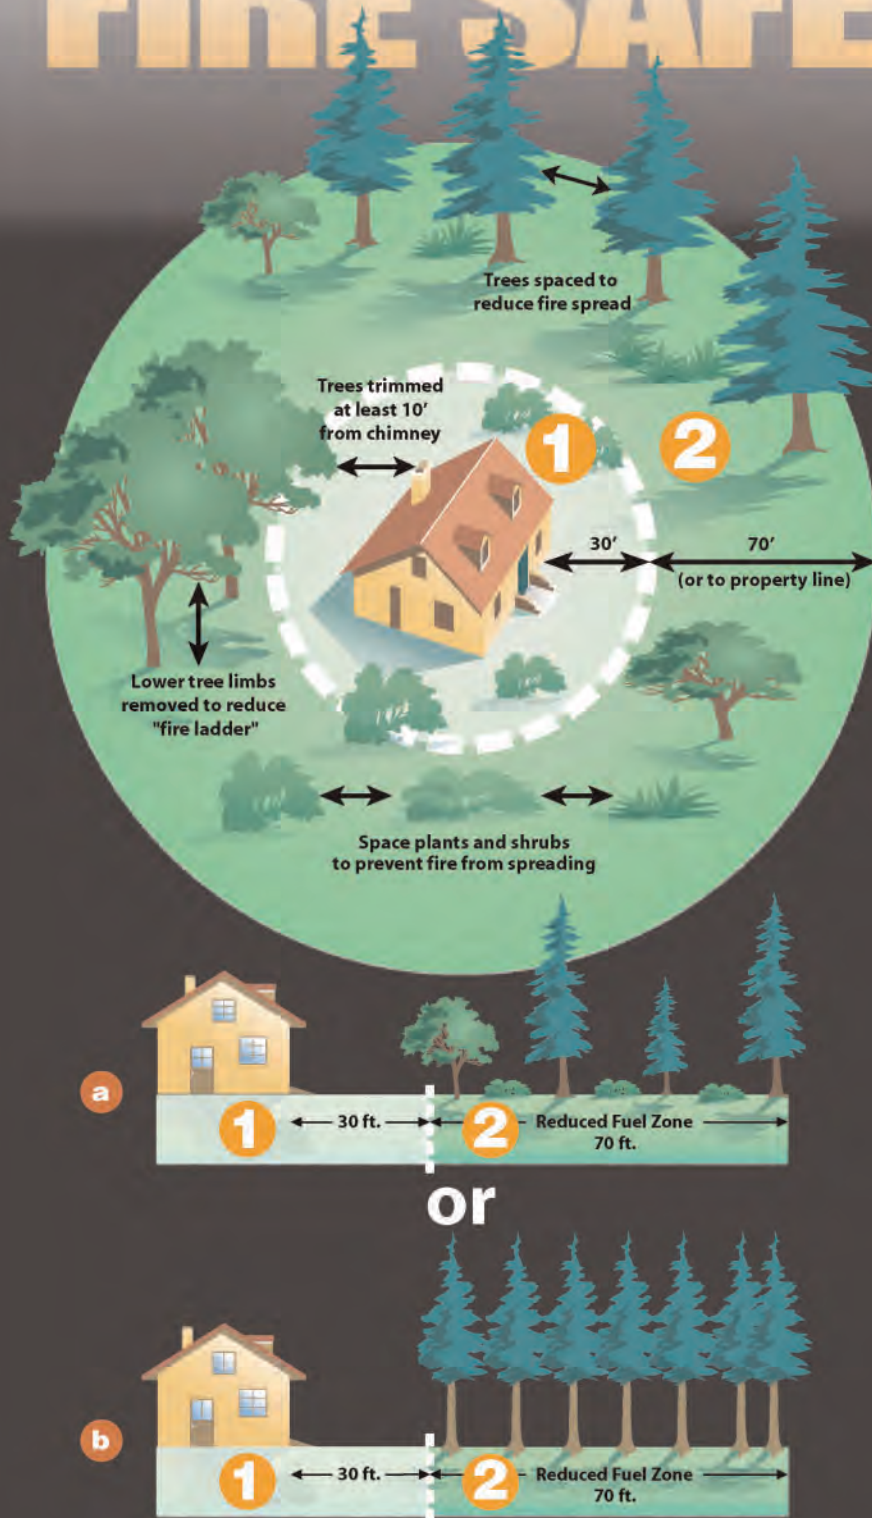 FIRE SAFE
Trees spaced to
reduce fire spread
Trees trimmed
at least 10'
from chimney
1
2
30'
70'
(or to property line)
Lower tree limbs
removed to reduce
"fire ladder"
Space plants and shrubs
to prevent fire from spreading
a
1
30 ft.
2
Reduced Fuel Zone
70 ft.
or
b
1
30 ft.
2
Reduced Fuel Zone
70 ft.